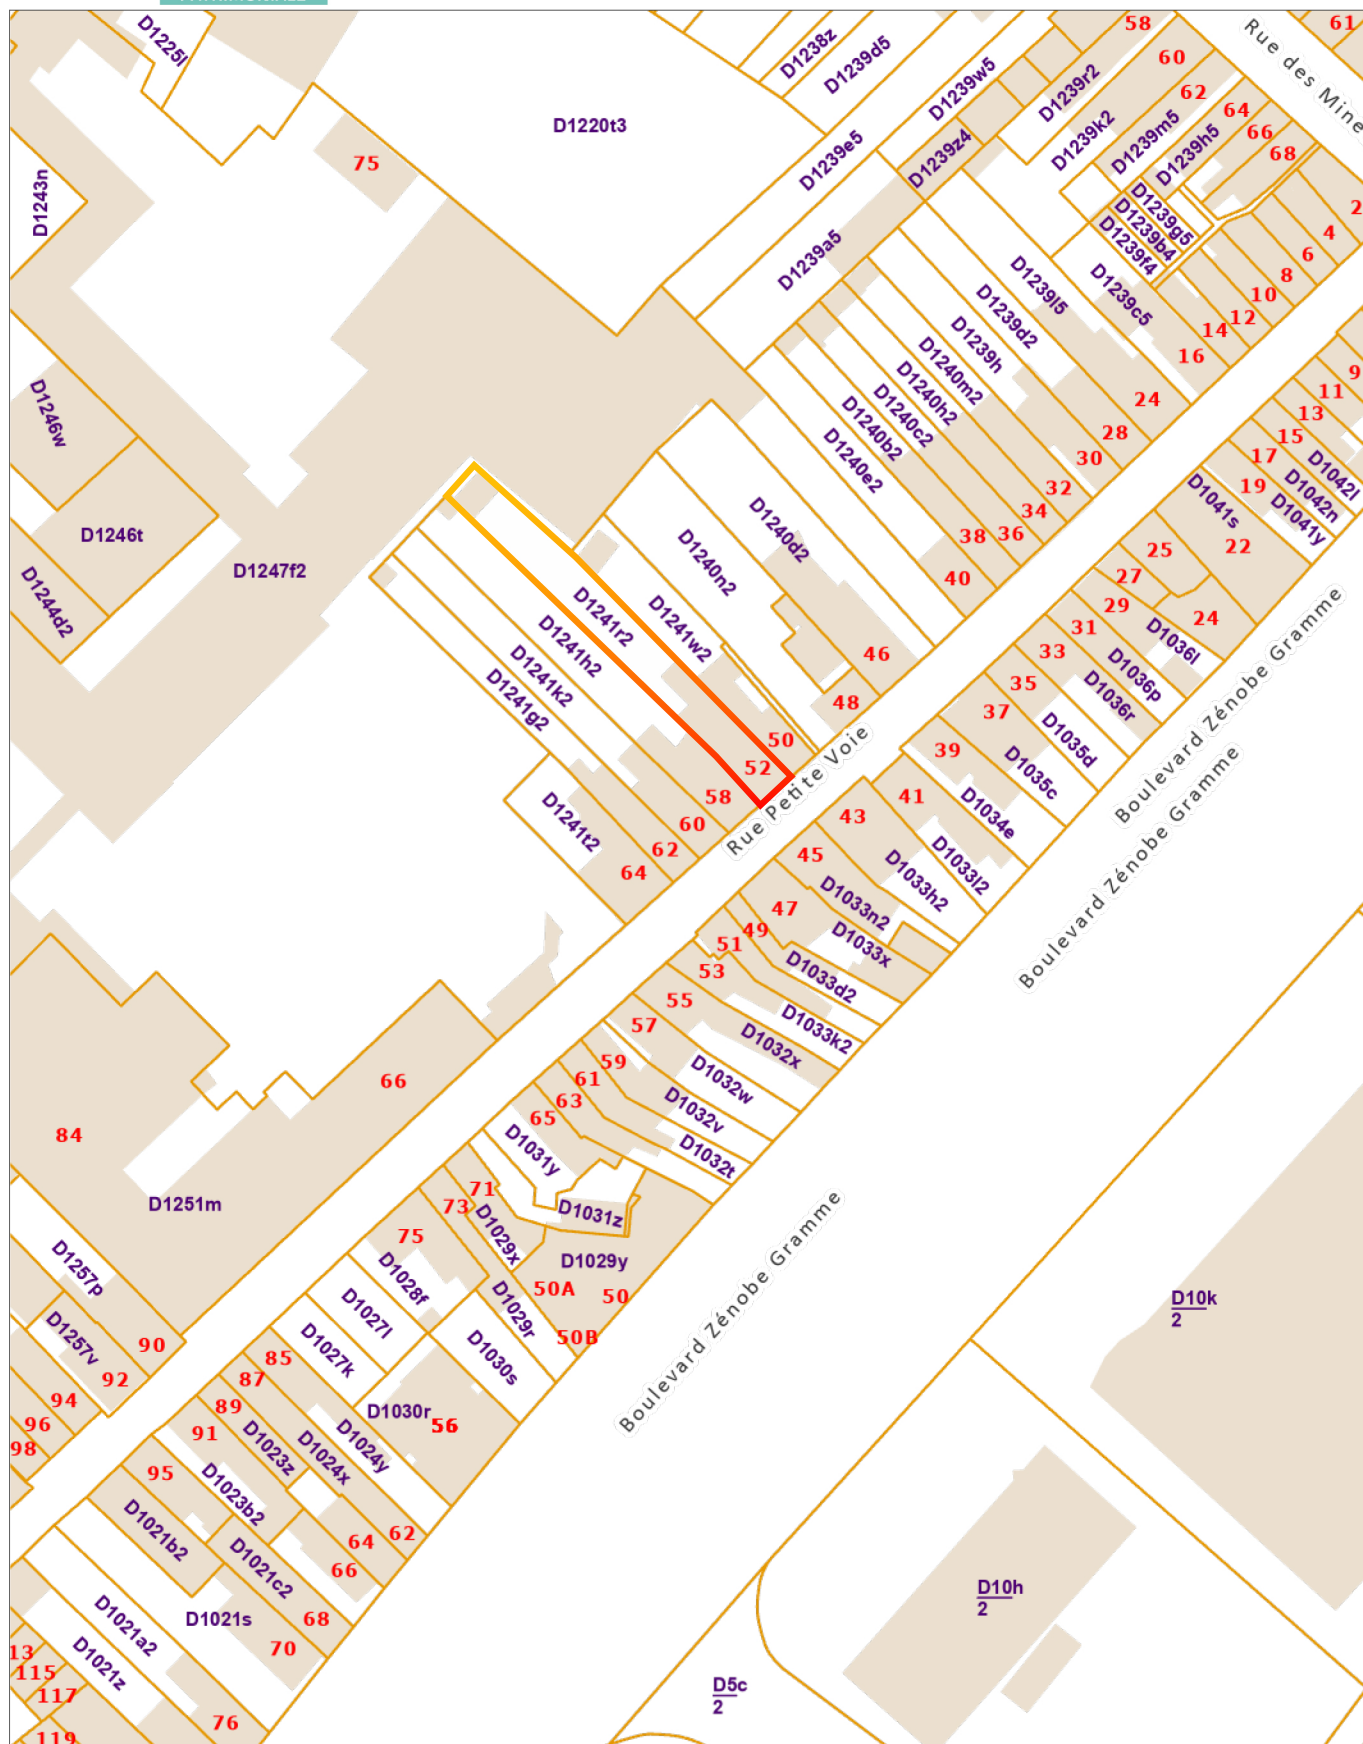 D1225l
D1238z
D1239d5
D1239w5
58
60
62
64
66
68
61
Rue des Mine
D1220t3
75
D1243n
D1239e5
D1239z4
D1239r2
D1239k2
D1239m5
D1239h5
D1239g5
D1239b4
D1239f4
2
4
6
8
10
12
14
16
D1239a5
D1239l5
D1239c5
D1239d2
D1239h
D1240m2
D1240h2
D1240c2
D1240b2
D1240e2
24
28
30
32
34
36
38
40
9
11
13
15
17
19
D1042l
D1042n
D1041y
D1041s
22
D1246w
D1246t
D1244d2
D1247f2
D1240d2
D1240n2
D1241w2
D1241r2
D1241h2
D1241k2
D1241g2
D1241t2
46
48
50
52
58
60
62
64
Rue Petite Voie
25
27
29
31
33
35
37
39
24
D1036l
D1036p
D1036r
D1035d
D1035c
D1034e
Boulevard Zénobe Gramme
Boulevard Zénobe Gramme
41
43
45
47
49
51
53
55
57
59
61
63
65
D1033l2
D1033h2
D1033n2
D1033x
D1033d2
D1033k2
D1032x
D1032w
D1032v
D1032t
66
84
D1251m
D1031y
D1031z
71
73
75
D1029x
D1029y
50A
50
50B
D1029r
D1028f
D1027l
D1027k
D1030s
D1030r
56
Boulevard Zénobe Gramme
D1257p
D1257v
90
92
94
96
98
85
87
89
91
95
D1024y
D1024x
D1023z
D1023b2
D1021b2
D1021c2
62
64
66
68
70
D1021s
D1021a2
D1021z
76
13
115
117
119
D10k
2
D10h
2
D5c
2